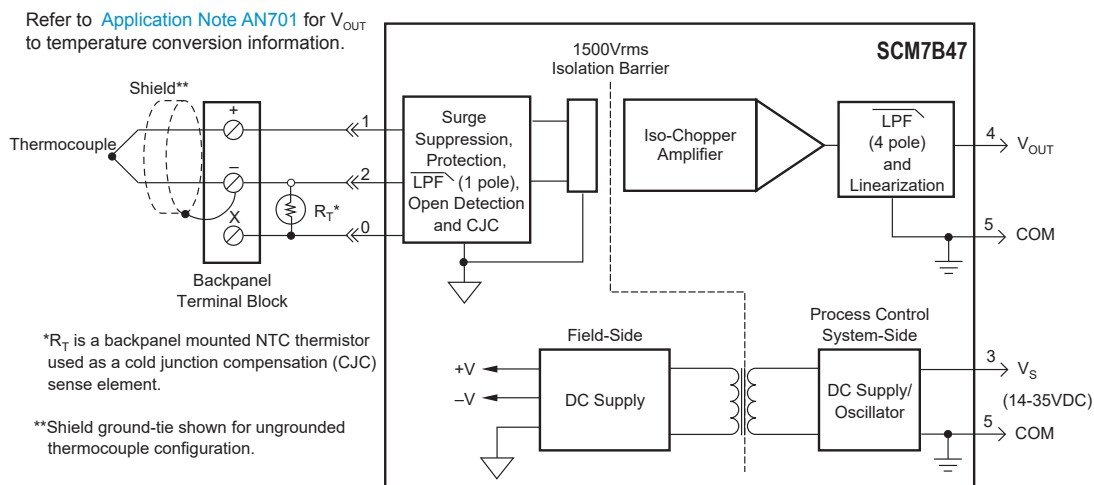 Refer to Application Note AN701 for VOUT
to temperature conversion information.
SCM7B47
1500Vrms
Isolation Barrier
Shield**
Thermocouple
+
–
X
RT*
1
2
0
Backpanel
Terminal Block
Surge
Suppression,
Protection,
LPF (1 pole),
Open Detection
and CJC
Iso-Chopper
Amplifier
LPF
(4 pole)
and
Linearization
4
VOUT
5
COM
*RT is a backpanel mounted NTC thermistor
used as a cold junction compensation (CJC)
sense element.
**Shield ground-tie shown for ungrounded
thermocouple configuration.
Field-Side
+V
–V
DC Supply
Process Control
System-Side
DC Supply/
Oscillator
3
VS
(14-35VDC)
5
COM